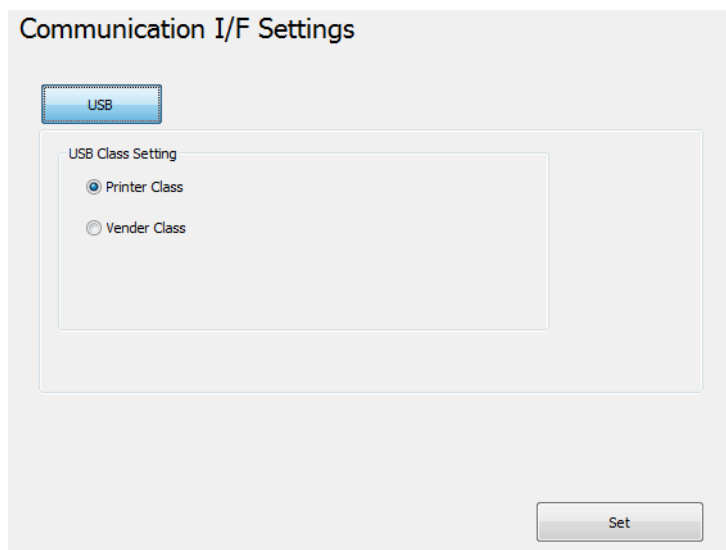 Communication I/F Settings
USB
USB Class Setting
Printer Class
Vender Class
Set